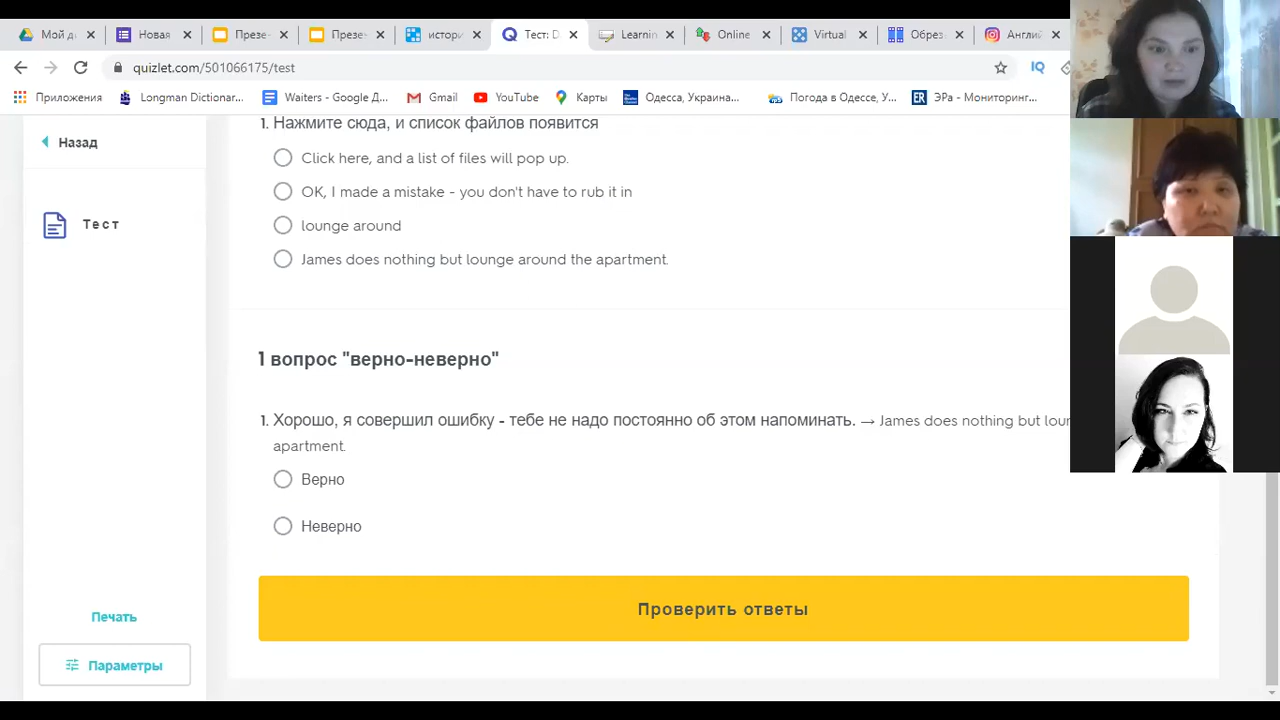 Мой д
Новая
Презе
Презе
истори
Тест: D
Learnin
Online
Virtual
Обрез
Англи
quizlet.com/501066175/test
Приложения
Longman Dictionar...
Waiters - Google Д...
Gmail
YouTube
Карты
Одесса, Украина...
Погода в Одессе, У...
ЭРа - Мониторинг...
Назад
Тест
1. Нажмите сюда, и список файлов появится
Click here, and a list of files will pop up.
OK, I made a mistake - you don't have to rub it in
lounge around
James does nothing but lounge around the apartment.
1 вопрос "верно-неверно"
1. Хорошо, я совершил ошибку - тебе не надо постоянно об этом напоминать. → James does nothing but lour
apartment.
Верно
Неверно
Проверить ответы
Печать
Параметры